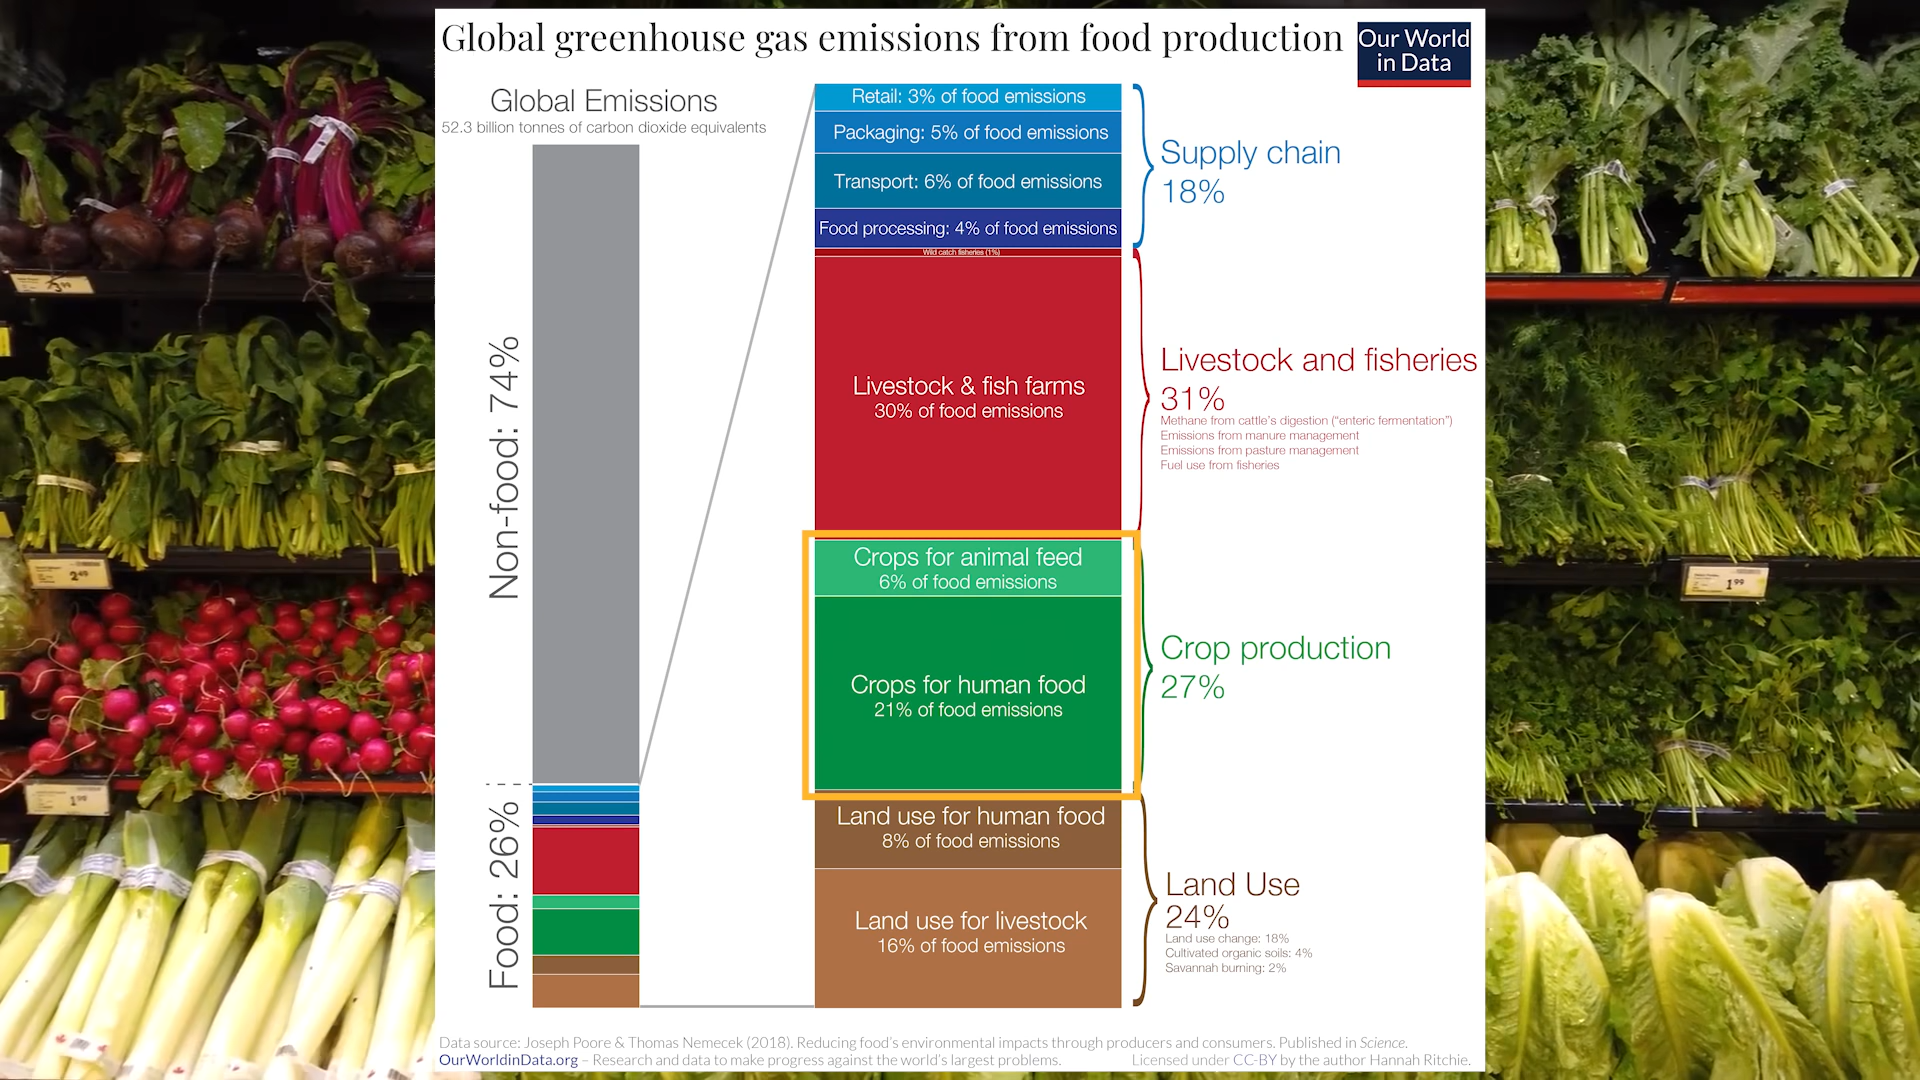 Global greenhouse gas emissions from food production
Our World
in Data
Global Emissions
52.3 billion tonnes of carbon dioxide equivalents
Non-food: 74%
Food: 26%
Retail: 3% of food emissions
Packaging: 5% of food emissions
Transport: 6% of food emissions
Food processing: 4% of food emissions
Wild catch fisheries (1%)
Livestock & fish farms
30% of food emissions
Crops for animal feed
6% of food emissions
Crops for human food
21% of food emissions
Land use for human food
8% of food emissions
Land use for livestock
16% of food emissions
Supply chain
18%
Livestock and fisheries
31%
Methane from cattle's digestion ("enteric fermentation")
Emissions from manure management
Emissions from pasture management
Fuel use from fisheries
Crop production
27%
Land Use
24%
Land use change: 18%
Cultivated organic soils: 4%
Savannah burning: 2%
Data source: Joseph Poore & Thomas Nemecek (2018). Reducing food's environmental impacts through producers and consumers. Published in Science.
OurWorldinData.org – Research and data to make progress against the world's largest problems.
Licensed under CC-BY by the author Hannah Ritchie.
399
249
199
199